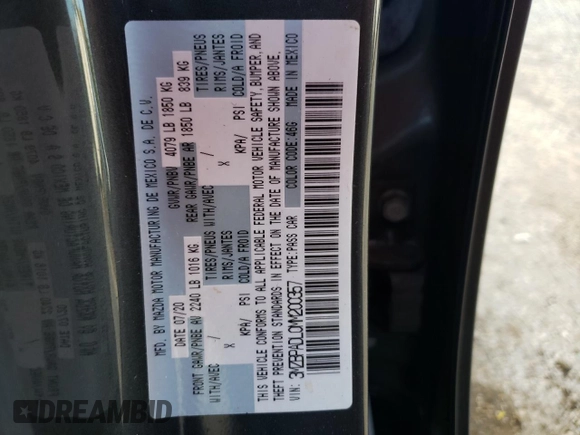 MFD. BY MAZDA MOTOR MANUFACTURING DE MEXICO S.A. DE C.V.
DATE 07/20 GVWR/PNBV 4079 LB 1850 KG
FRONT GAWR/PNBE AV 2240 LB 1016 KG REAR GAWR/PNBE AR 1850 LB 839 KG
WITH/AVEC / TIRES/PNEUS WITH/AVEC / TIRES/PNEUS
X RIMS/JANTES X RIMS/JANTES
KPA/ PSI COLD/A FROID KPA/ PSI COLD/A FROID
THIS VEHICLE CONFORMS TO ALL APPLICABLE FEDERAL MOTOR VEHICLE SAFETY, BUMPER, AND
THEFT PREVENTION STANDARDS IN EFFECT ON THE DATE OF MANUFACTURE SHOWN ABOVE.
VIN: 3MZBPADL0MM200367 TYPE:PASS CAR COLOR CODE:46G MADE IN MEXICO
DREAMBID